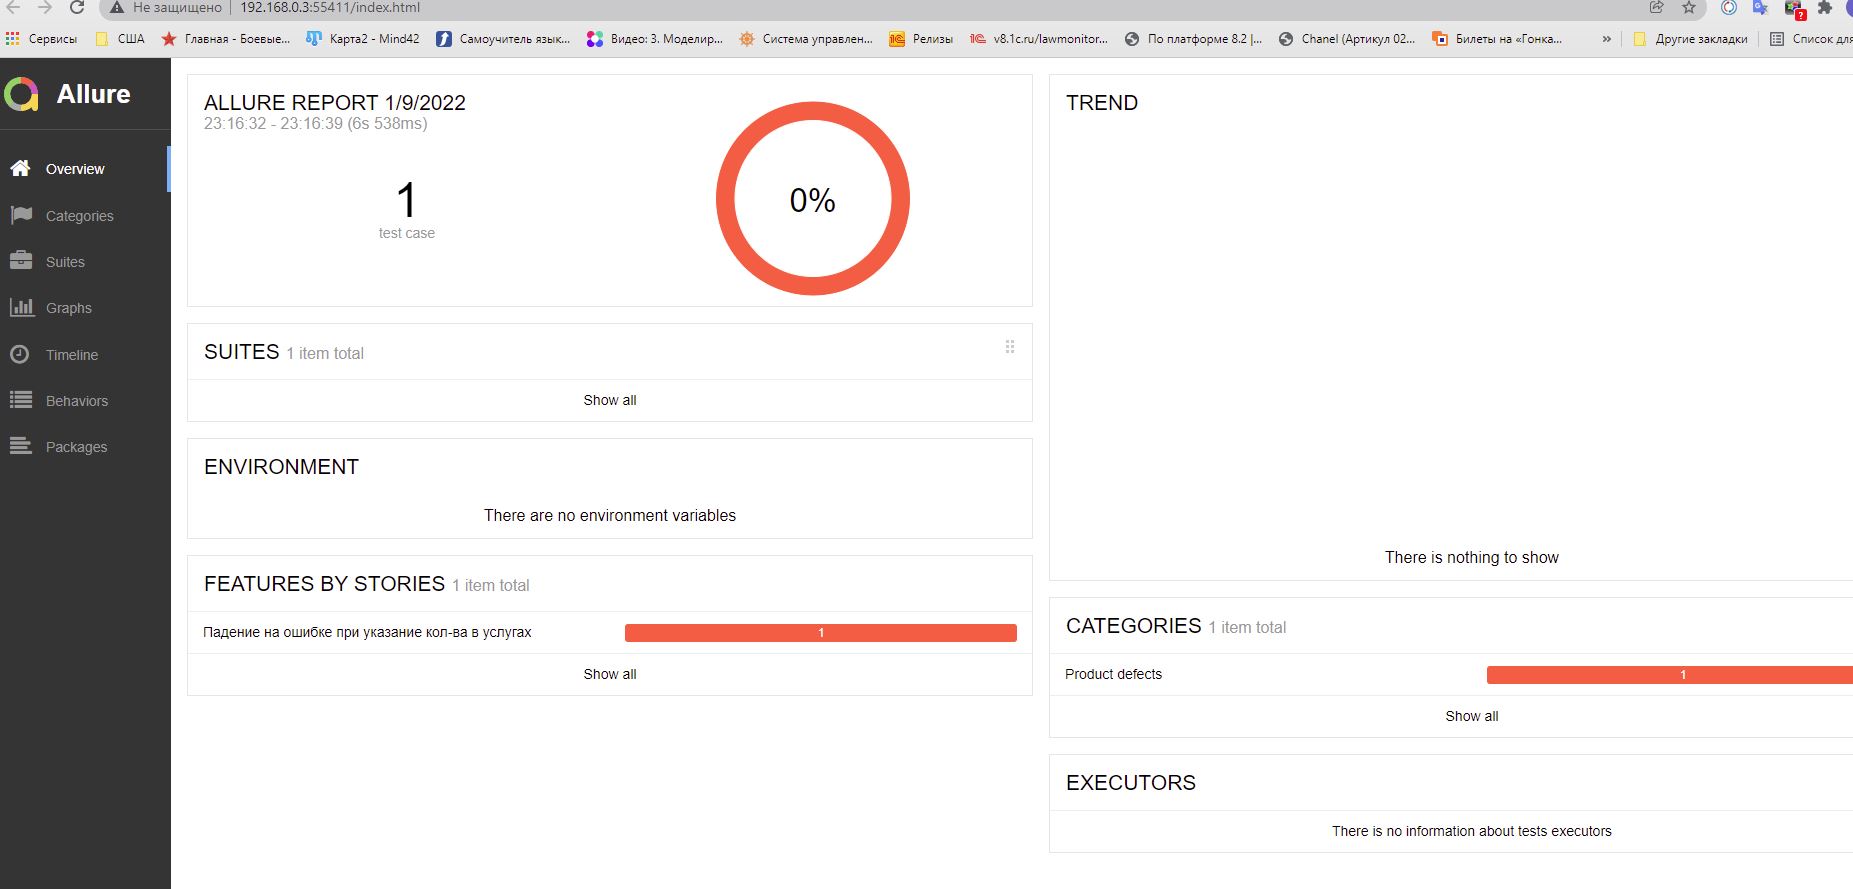 Не защищено
192.168.0.3:55411/index.html
Сервисы
США
Главная - Боевые...
Карта2 - Mind42
Самоучитель язык...
Видео: 3. Моделир...
Система управлен...
Релизы
v8.1c.ru/lawmonitor...
По платформе 8.2 |...
Chanel (Артикул 02...
Билеты на «Гонка...
»
Другие закладки
Список для
Allure
Overview
Categories
Suites
Graphs
Timeline
Behaviors
Packages
ALLURE REPORT 1/9/2022
23:16:32 - 23:16:39 (6s 538ms)
1
test case
0%
SUITES 1 item total
Show all
ENVIRONMENT
There are no environment variables
FEATURES BY STORIES 1 item total
Падение на ошибке при указание кол-ва в услугах
1
Show all
TREND
There is nothing to show
CATEGORIES 1 item total
Product defects
1
Show all
EXECUTORS
There is no information about tests executors